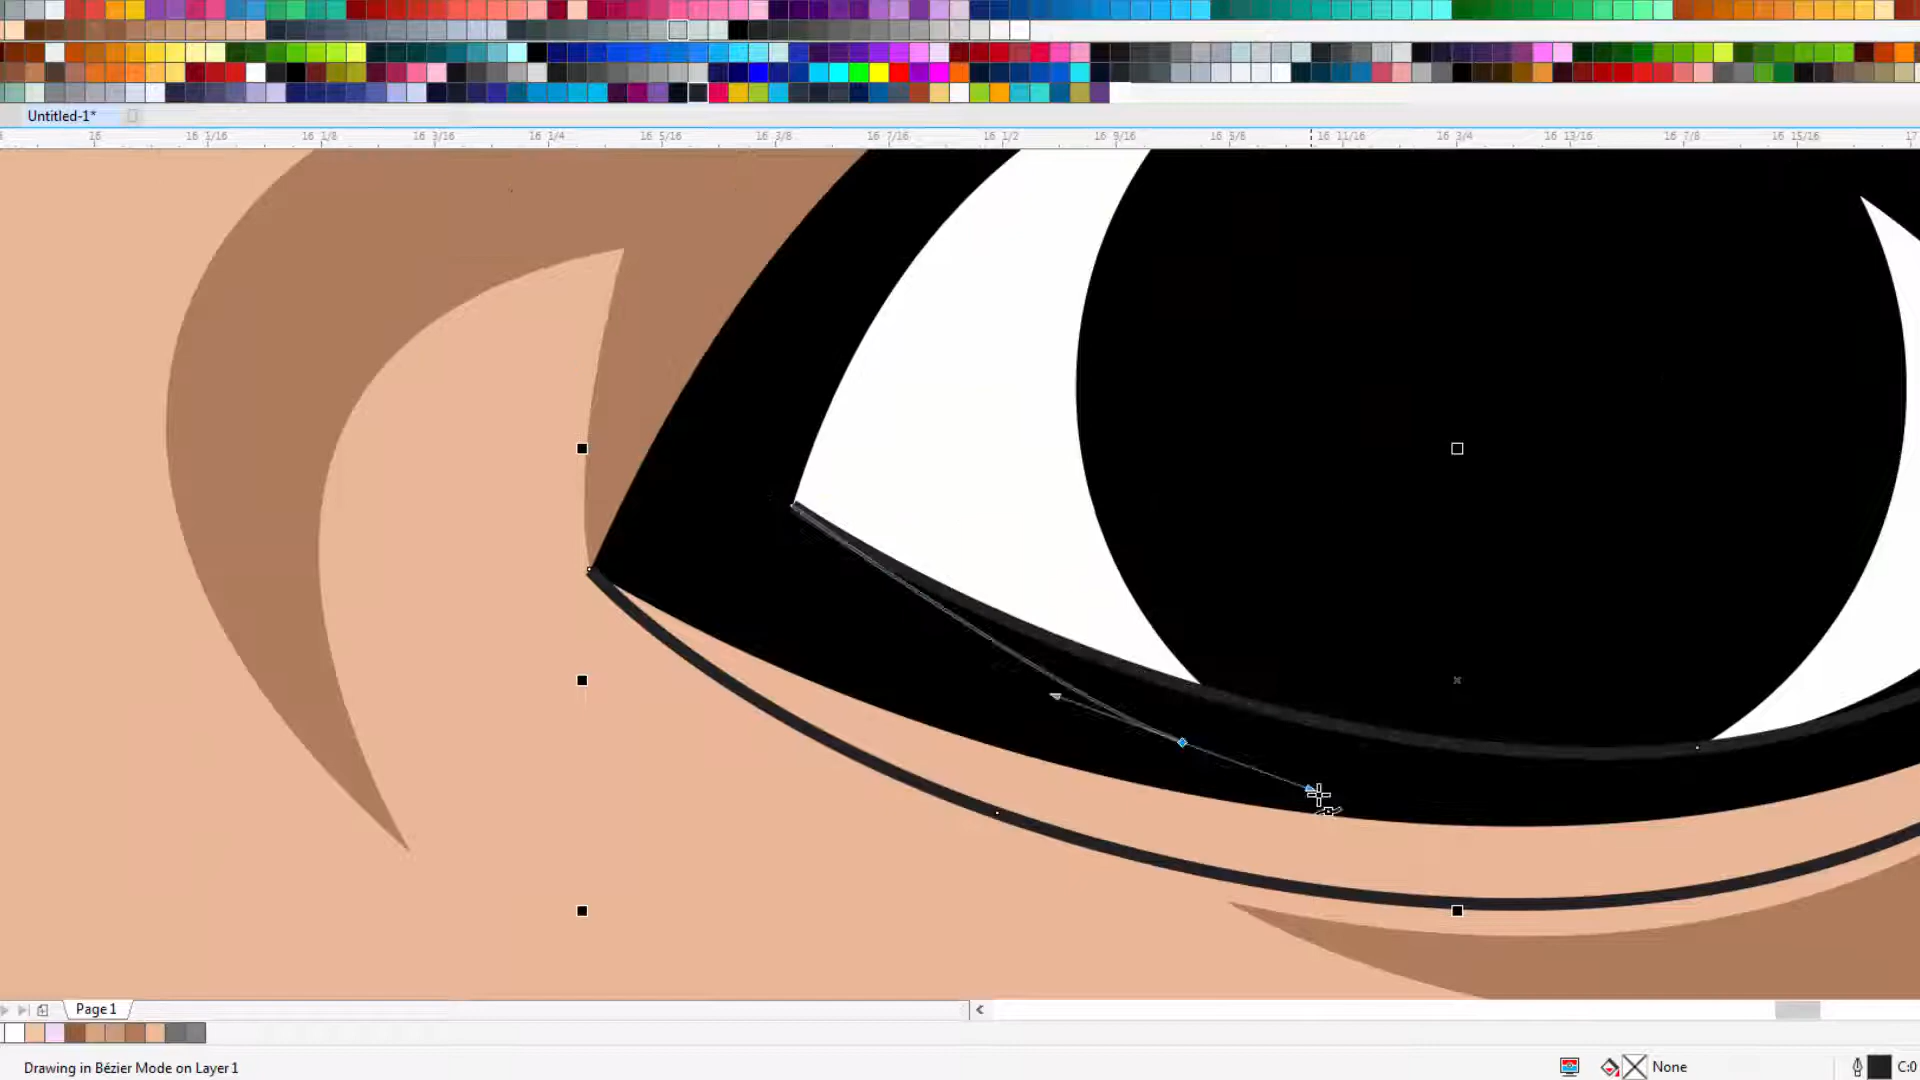 Untitled-1*
16 16 1/16 16 1/8 16 3/16 16 1/4 16 5/16 16 3/8 16 7/16 16 1/2 16 9/16 16 5/8 16 11/16 16 3/4 16 13/16 16 7/8 16 15/16 17
Page 1
Drawing in Bézier Mode on Layer 1
None
C:0